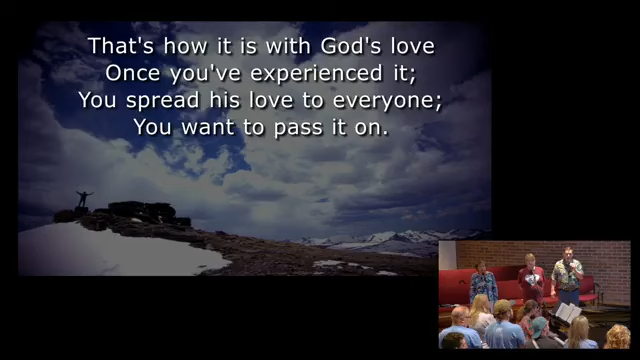 That's how it is with God's love
Once you've experienced it;
You spread his love to everyone;
You want to pass it on.